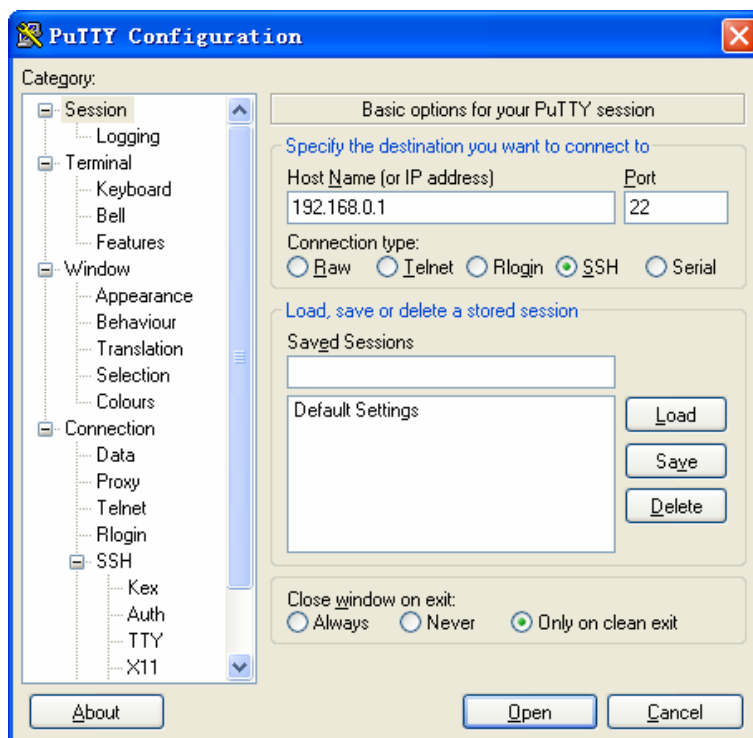 PuTTY Configuration
Category:
Session
Logging
Terminal
Keyboard
Bell
Features
Window
Appearance
Behaviour
Translation
Selection
Colours
Connection
Data
Proxy
Telnet
Rlogin
SSH
Kex
Auth
TTY
X11
Basic options for your PuTTY session
Specify the destination you want to connect to
Host Name (or IP address) Port
192.168.0.1 22
Connection type:
Raw Telnet Rlogin SSH Serial
Load, save or delete a stored session
Saved Sessions
Default Settings
Load
Save
Delete
Close window on exit:
Always Never Only on clean exit
About Open Cancel